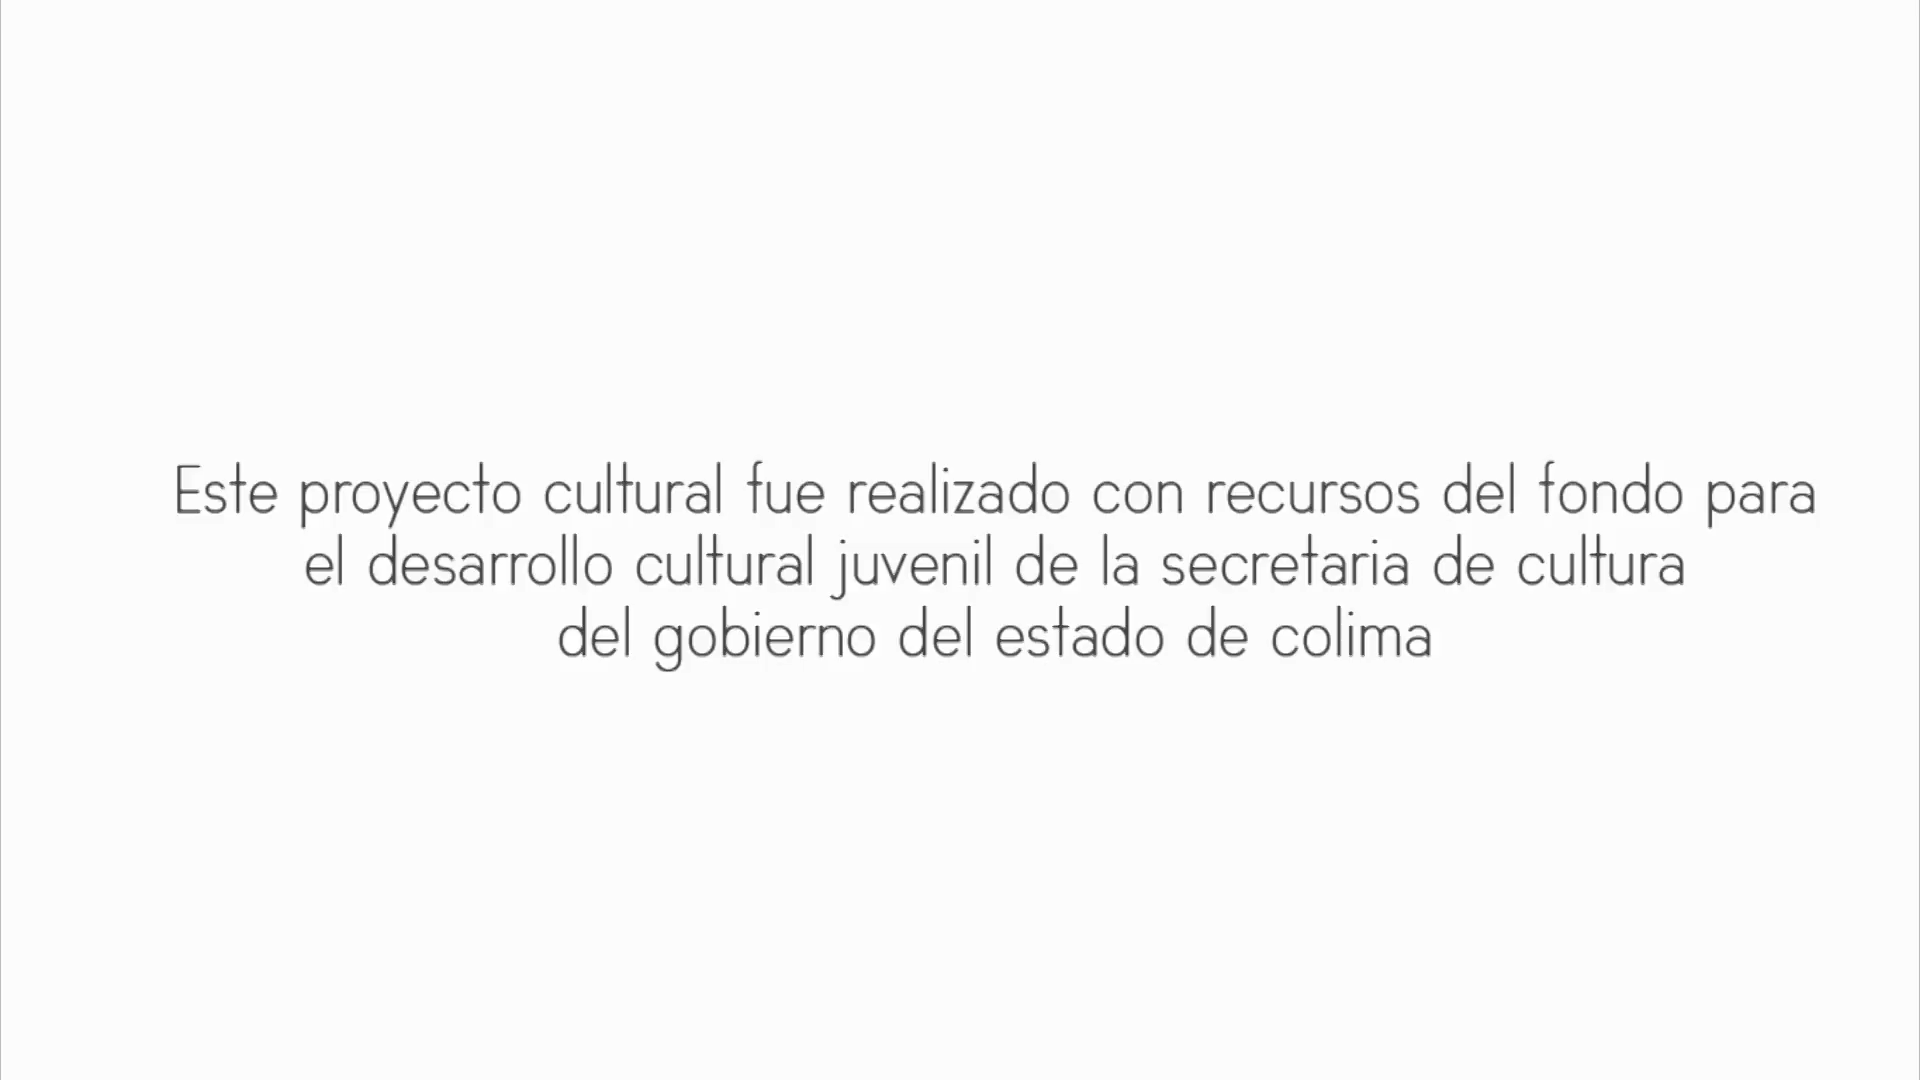 Este proyecto cultural fue realizado con recursos del fondo para
el desarrollo cultural juvenil de la secretaria de cultura
del gobierno del estado de colima